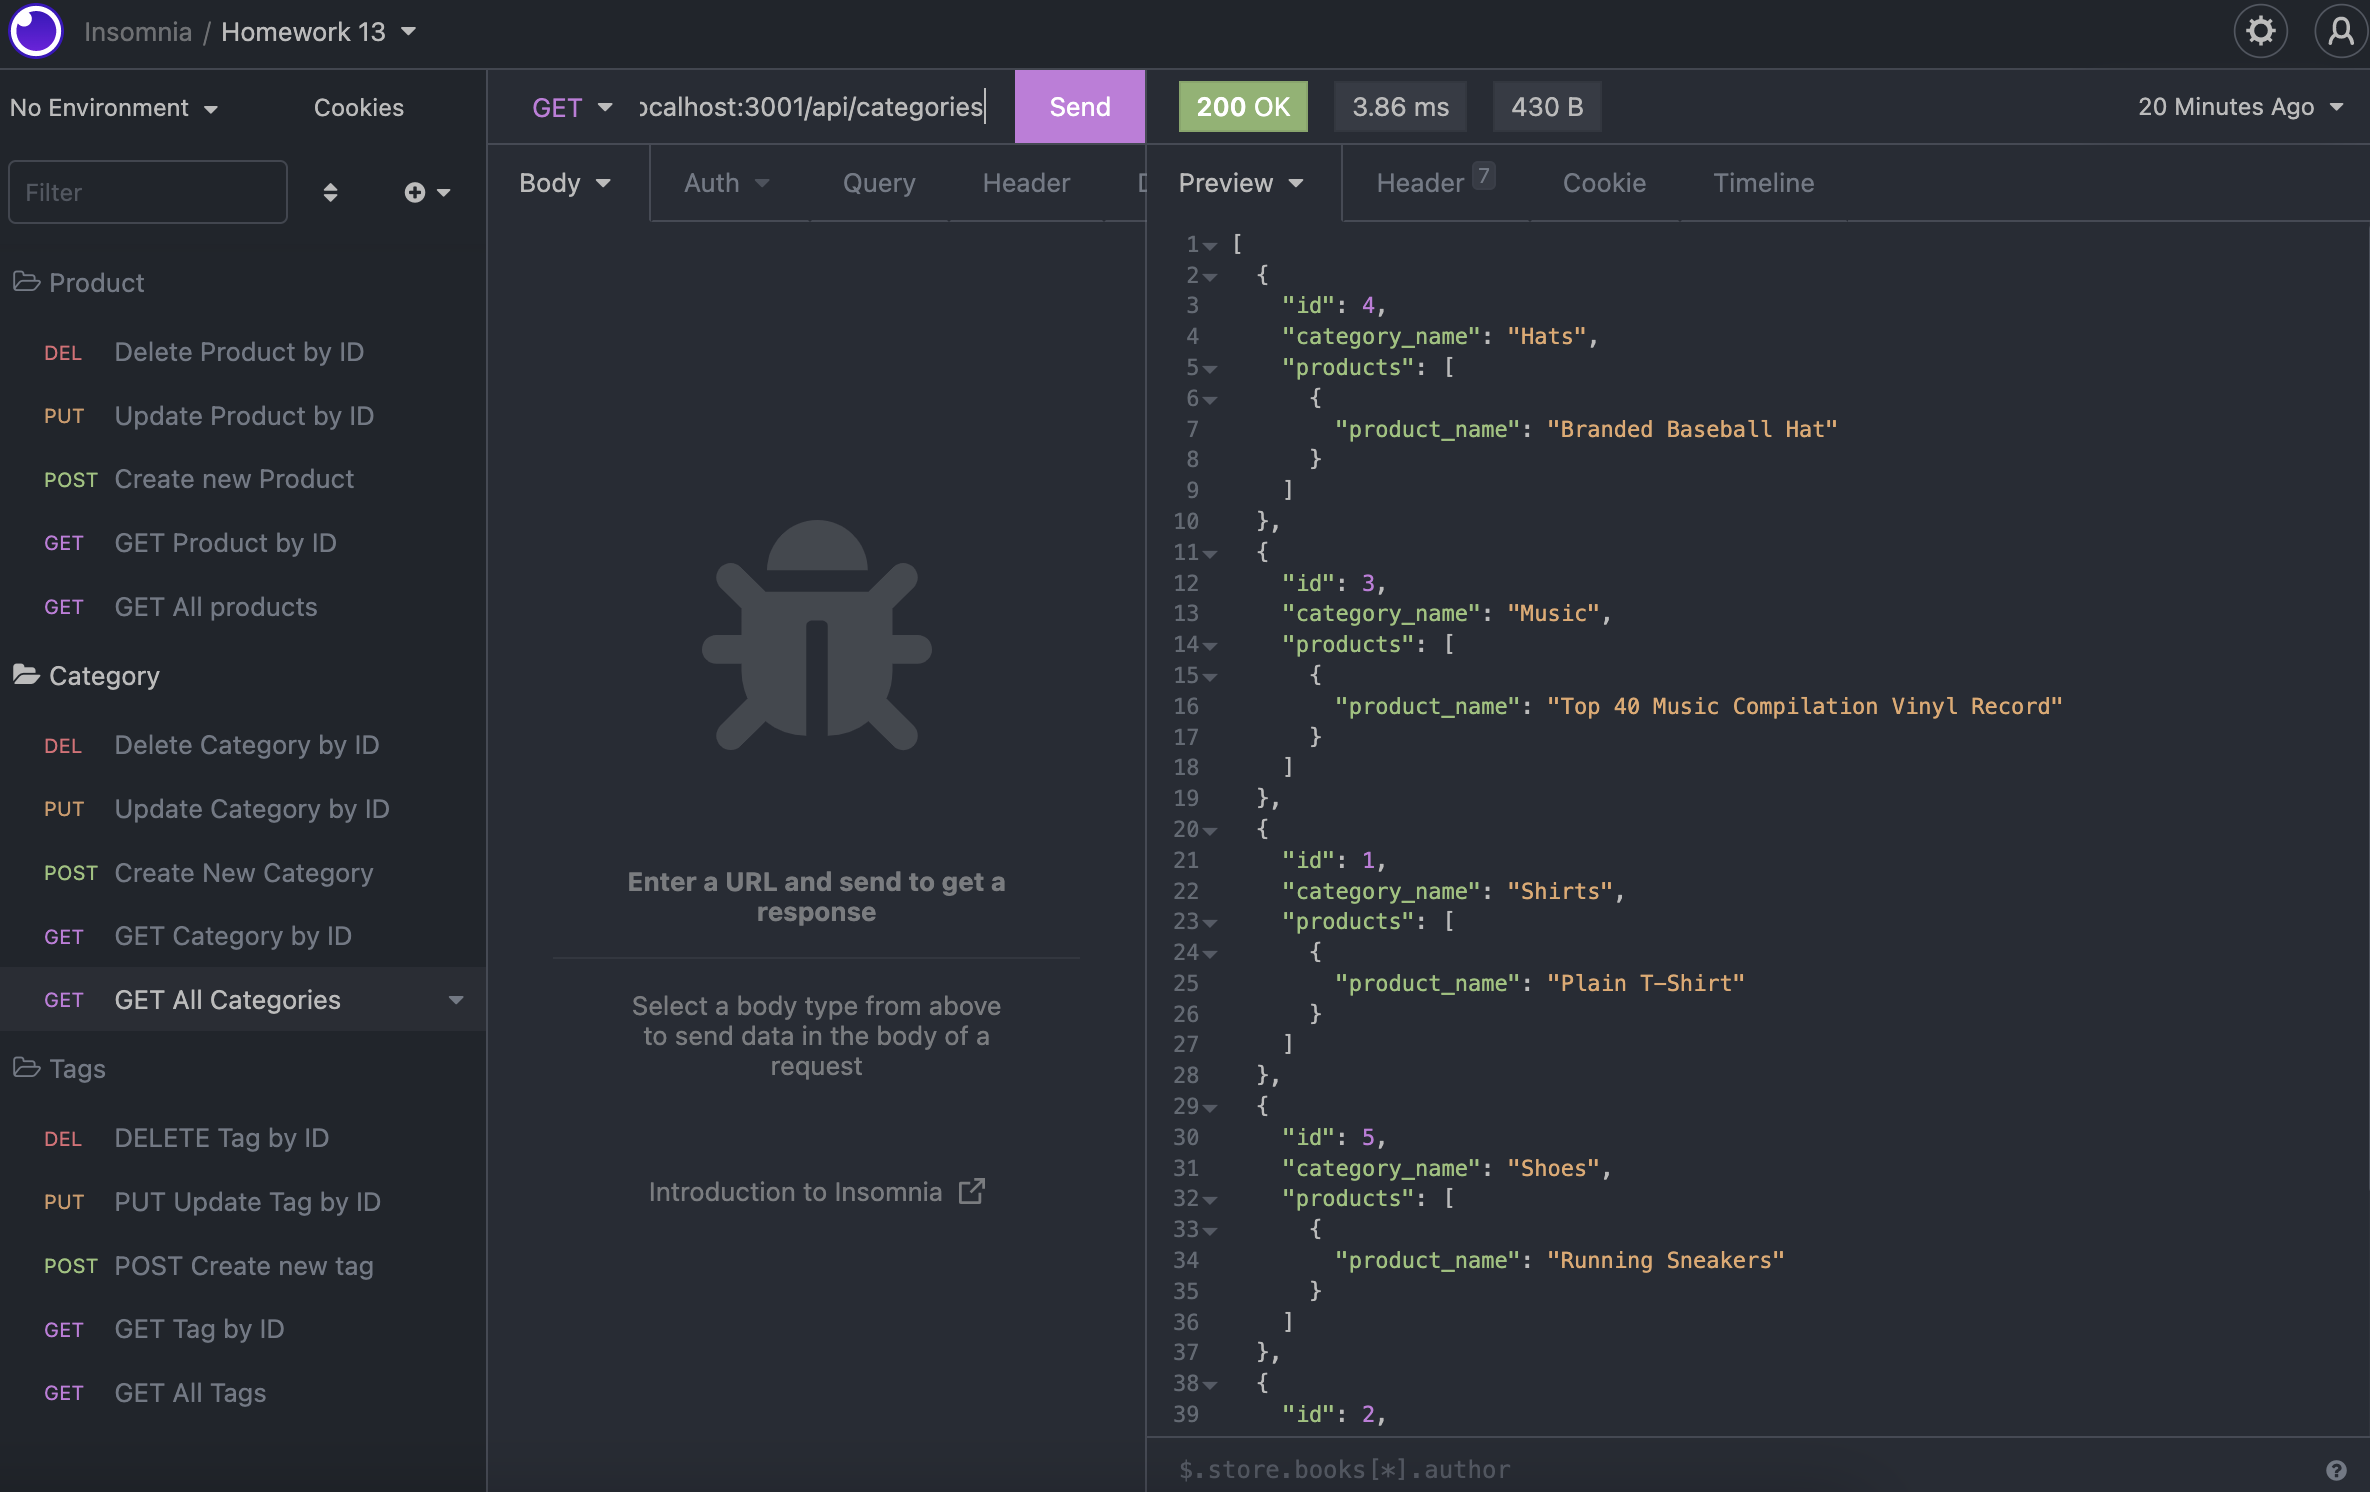 Insomnia / Homework 13
No Environment
Cookies
Filter
Product
DEL Delete Product by ID
PUT Update Product by ID
POST Create new Product
GET GET Product by ID
GET GET All products
Category
DEL Delete Category by ID
PUT Update Category by ID
POST Create New Category
GET GET Category by ID
GET GET All Categories
Tags
DEL DELETE Tag by ID
PUT PUT Update Tag by ID
POST POST Create new tag
GET GET Tag by ID
GET GET All Tags
GET ocalhost:3001/api/categories Send
Body Auth Query Header
Enter a URL and send to get a
response
Select a body type from above
to send data in the body of a
request
Introduction to Insomnia
200 OK 3.86 ms 430 B 20 Minutes Ago
Preview Header 7 Cookie Timeline
1 [
2 {
3 "id": 4,
4 "category_name": "Hats",
5 "products": [
6 {
7 "product_name": "Branded Baseball Hat"
8 }
9 ]
10 },
11 {
12 "id": 3,
13 "category_name": "Music",
14 "products": [
15 {
16 "product_name": "Top 40 Music Compilation Vinyl Record"
17 }
18 ]
19 },
20 {
21 "id": 1,
22 "category_name": "Shirts",
23 "products": [
24 {
25 "product_name": "Plain T-Shirt"
26 }
27 ]
28 },
29 {
30 "id": 5,
31 "category_name": "Shoes",
32 "products": [
33 {
34 "product_name": "Running Sneakers"
35 }
36 ]
37 },
38 {
39 "id": 2,
$.store.books[*].author